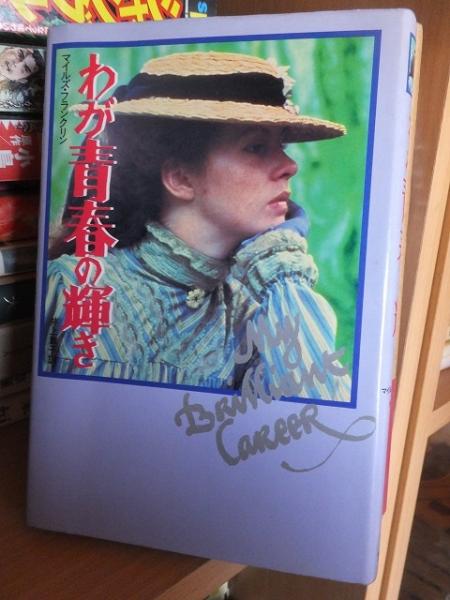 わが青春の輝き
マイルズ・フランクリン
My
Brilliant
Career